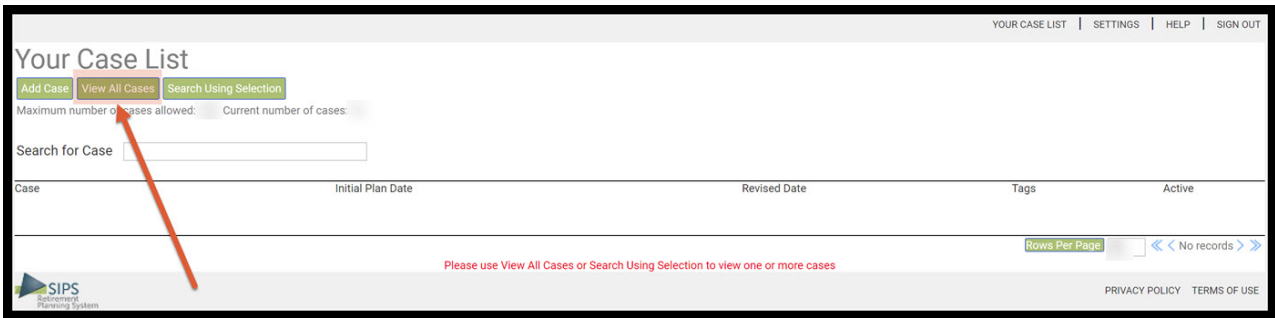 YOUR CASE LIST | SETTINGS | HELP | SIGN OUT
Your Case List
Add Case View All Cases Search Using Selection
Maximum number of cases allowed: Current number of cases:
Search for Case
Case Initial Plan Date Revised Date Tags Active
Rows Per Page No records
Please use View All Cases or Search Using Selection to view one or more cases
SIPS
Retirement
Planning System
PRIVACY POLICY TERMS OF USE